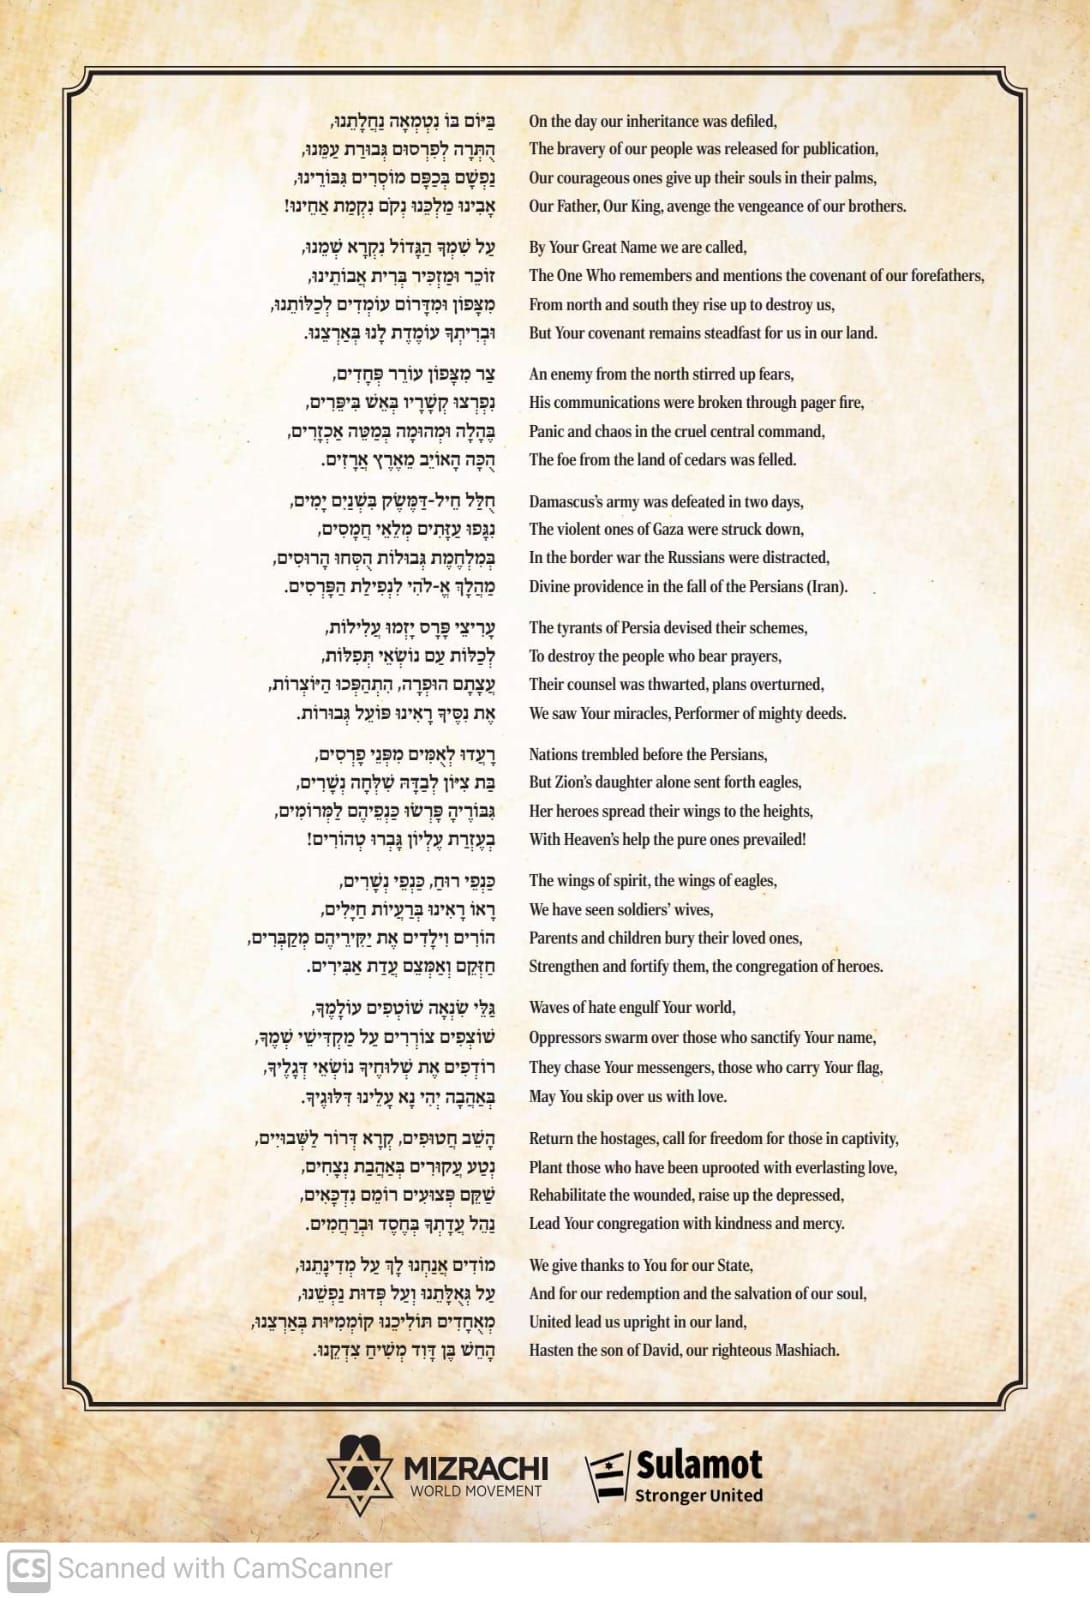 בַּיּוֹם בּוֹ נִטְמְאָה נַחֲלָתֵנוּ,
הֻתְּרָה לְפִרְסוּם גְּבוּרַת עַמֵּנוּ,
נַפְשָׁם בְּכַפָּם מוֹסְרִים גִּבּוֹרֵינוּ,
אָבִינוּ מַלְכֵּנוּ נְקֹם נִקְמַת אַחֵינוּ!
עַל שִׁמְךָ הַגָּדוֹל נִקְרָא שְׁמֵנוּ,
זוֹכֵר וּמַזְכִּיר בְּרִית אֲבוֹתֵינוּ,
מִצָּפוֹן וּמִדָּרוֹם עוֹמְדִים לְכַלּוֹתֵנוּ,
וּבְרִיתְךָ עוֹמֶדֶת לָנוּ בְּאַרְצֵנוּ.
צַר מִצָּפוֹן עוֹרֵר פְּחָדִים,
נִפְרְצוּ קְשָׁרָיו בְּאֵשׁ בִּיפֵּרִים,
בֶּהָלָה וּמְהוּמָה בְּמַטֵּה אַכְזָרִים,
הֻכָּה הָאוֹיֵב מֵאֶרֶץ אֲרָזִים.
חֻלַּל חֵיל-דַּמֶּשֶׂק בִּשְׁנַיִם יָמִים,
נִגְּפוּ עַזָּתִים מְלֵאֵי חֲמָסִים,
בְּמִלְחֶמֶת גְּבוּלוֹת הֻסְּחוּ הָרוּסִים,
מַהֲלָךְ אֱ-לֹהִי לִנְפִילַת הַפָּרְסִים.
עָרִיצֵי פָּרָס יָזְמוּ עֲלִילוֹת,
לְכַלּוֹת עַם נוֹשְׂאֵי תְּפִלּוֹת,
עֲצָתָם הוּפְרָה, הִתְהַפְּכוּ הַיּוֹצְרוֹת,
אֶת נִסֶּיךָ רָאִינוּ פּוֹעֵל גְּבוּרוֹת.
רָעֲדוּ לְאֻמִּים מִפְּנֵי פָּרְסִים,
בַּת צִיּוֹן לְבַדָּהּ שִׁלְּחָה נְשָׁרִים,
גִּבּוֹרֶיהָ פָּרְשׂוּ כַּנְפֵיהֶם לַמְּרוֹמִים,
בְּעֶזְרַת עֶלְיוֹן גָּבְרוּ טְהוֹרִים!
כַּנְפֵי רוּחַ, כַּנְפֵי נְשָׁרִים,
רָאוֹ רָאִינוּ בְּרַעְיוֹת חַיָּלִים,
הוֹרִים וִילָדִים אֶת יַקִּירֵיהֶם מְקַבְּרִים,
חַזְּקֵם וְאַמְּצֵם עֲדַת אַבִּירִים.
גַּלֵּי שִׂנְאָה שׁוֹטְפִים עוֹלָמֶךָ,
שׁוֹצְפִים צוֹרְרִים עַל מַקְדִּישֵׁי שְׁמֶךָ,
רוֹדְפִים אֶת שְׁלוּחֶיךָ נוֹשְׂאֵי דְּגָלֶיךָ,
בְּאַהֲבָה יְהִי נָא עָלֵינוּ דִּלּוּגֶיךָ.
הָשֵׁב חֲטוּפִים, קְרָא דְּרוֹר לַשְּׁבוּיִים,
נְטַע עֲקוּרִים בְּאַהֲבַת נְצָחִים,
שַׁקֵּם פְּצוּעִים רוֹמֵם נִדְכָּאִים,
נַהֵל עֲדָתְךָ בְּחֶסֶד וּבְרַחֲמִים.
מוֹדִים אֲנַחְנוּ לָךְ עַל מְדִינָתֵנוּ,
עַל גְּאֻלָּתֵנוּ וְעַל פְּדוּת נַפְשֵׁנוּ,
מְאֻחָדִים תּוֹלִיכֵנוּ קוֹמְמִיּוּת בְּאַרְצֵנוּ,
הָחֵשׁ בֶּן דָּוִד מְשִׁיחַ צִדְקֵנוּ.
On the day our inheritance was defiled,
The bravery of our people was released for publication,
Our courageous ones give up their souls in their palms,
Our Father, Our King, avenge the vengeance of our brothers.
By Your Great Name we are called,
The One Who remembers and mentions the covenant of our forefathers,
From north and south they rise up to destroy us,
But Your covenant remains steadfast for us in our land.
An enemy from the north stirred up fears,
His communications were broken through pager fire,
Panic and chaos in the cruel central command,
The foe from the land of cedars was felled.
Damascus's army was defeated in two days,
The violent ones of Gaza were struck down,
In the border war the Russians were distracted,
Divine providence in the fall of the Persians (Iran).
The tyrants of Persia devised their schemes,
To destroy the people who bear prayers,
Their counsel was thwarted, plans overturned,
We saw Your miracles, Performer of mighty deeds.
Nations trembled before the Persians,
But Zion's daughter alone sent forth eagles,
Her heroes spread their wings to the heights,
With Heaven's help the pure ones prevailed!
The wings of spirit, the wings of eagles,
We have seen soldiers' wives,
Parents and children bury their loved ones,
Strengthen and fortify them, the congregation of heroes.
Waves of hate engulf Your world,
Oppressors swarm over those who sanctify Your name,
They chase Your messengers, those who carry Your flag,
May You skip over us with love.
Return the hostages, call for freedom for those in captivity,
Plant those who have been uprooted with everlasting love,
Rehabilitate the wounded, raise up the depressed,
Lead Your congregation with kindness and mercy.
We give thanks to You for our State,
And for our redemption and the salvation of our soul,
United lead us upright in our land,
Hasten the son of David, our righteous Mashiach.
MIZRACHI
WORLD MOVEMENT
Sulamot
Stronger United
CS Scanned with CamScanner